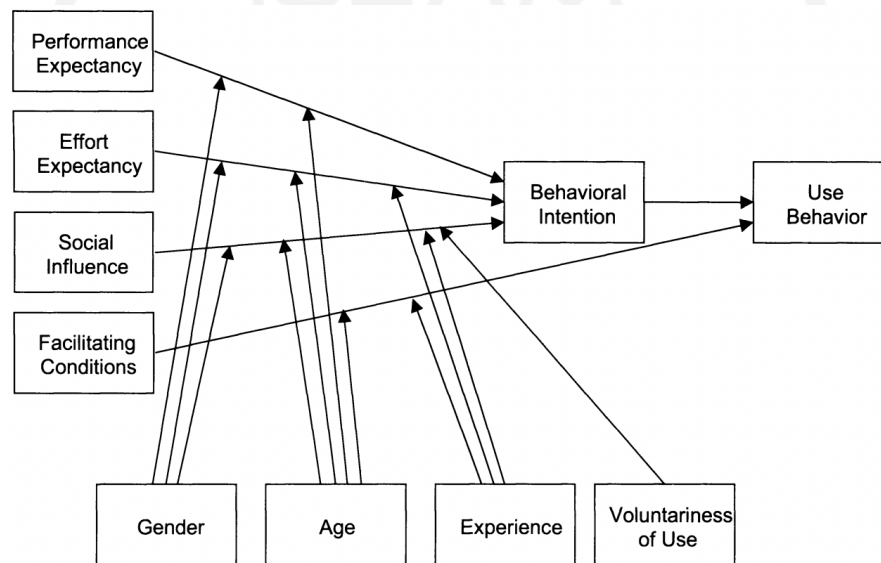 Performance
Expectancy
Effort
Expectancy
Social
Influence
Facilitating
Conditions
Behavioral
Intention
Use
Behavior
Gender
Age
Experience
Voluntariness
of Use